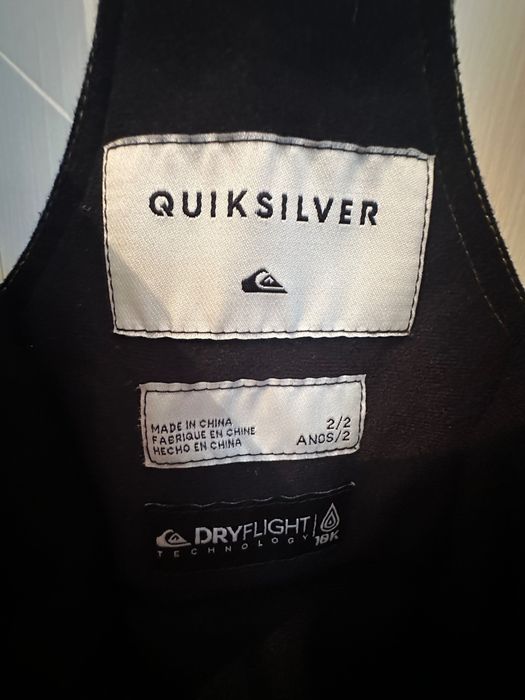 QUIKSILVER
MADE IN CHINA
FABRIQUE EN CHINE
HECHO EN CHINA
2/2
ANOS/2
DRYFLIGHT
TECHNOLOGY
10K